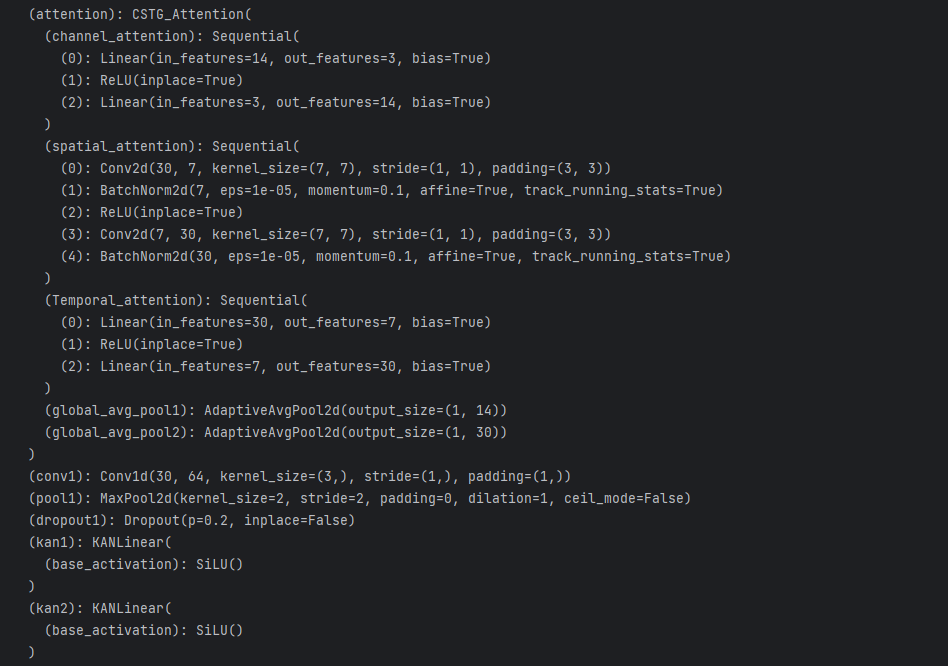 (attention): CSTG_Attention(
(channel_attention): Sequential(
(0): Linear(in_features=14, out_features=3, bias=True)
(1): ReLU(inplace=True)
(2): Linear(in_features=3, out_features=14, bias=True)
)
(spatial_attention): Sequential(
(0): Conv2d(30, 7, kernel_size=(7, 7), stride=(1, 1), padding=(3, 3))
(1): BatchNorm2d(7, eps=1e-05, momentum=0.1, affine=True, track_running_stats=True)
(2): ReLU(inplace=True)
(3): Conv2d(7, 30, kernel_size=(7, 7), stride=(1, 1), padding=(3, 3))
(4): BatchNorm2d(30, eps=1e-05, momentum=0.1, affine=True, track_running_stats=True)
)
(Temporal_attention): Sequential(
(0): Linear(in_features=30, out_features=7, bias=True)
(1): ReLU(inplace=True)
(2): Linear(in_features=7, out_features=30, bias=True)
)
(global_avg_pool1): AdaptiveAvgPool2d(output_size=(1, 14))
(global_avg_pool2): AdaptiveAvgPool2d(output_size=(1, 30))
)
(conv1): Conv1d(30, 64, kernel_size=(3,), stride=(1,), padding=(1,))
(pool1): MaxPool2d(kernel_size=2, stride=2, padding=0, dilation=1, ceil_mode=False)
(dropout1): Dropout(p=0.2, inplace=False)
(kan1): KANLinear(
(base_activation): SiLU()
)
(kan2): KANLinear(
(base_activation): SiLU()
)